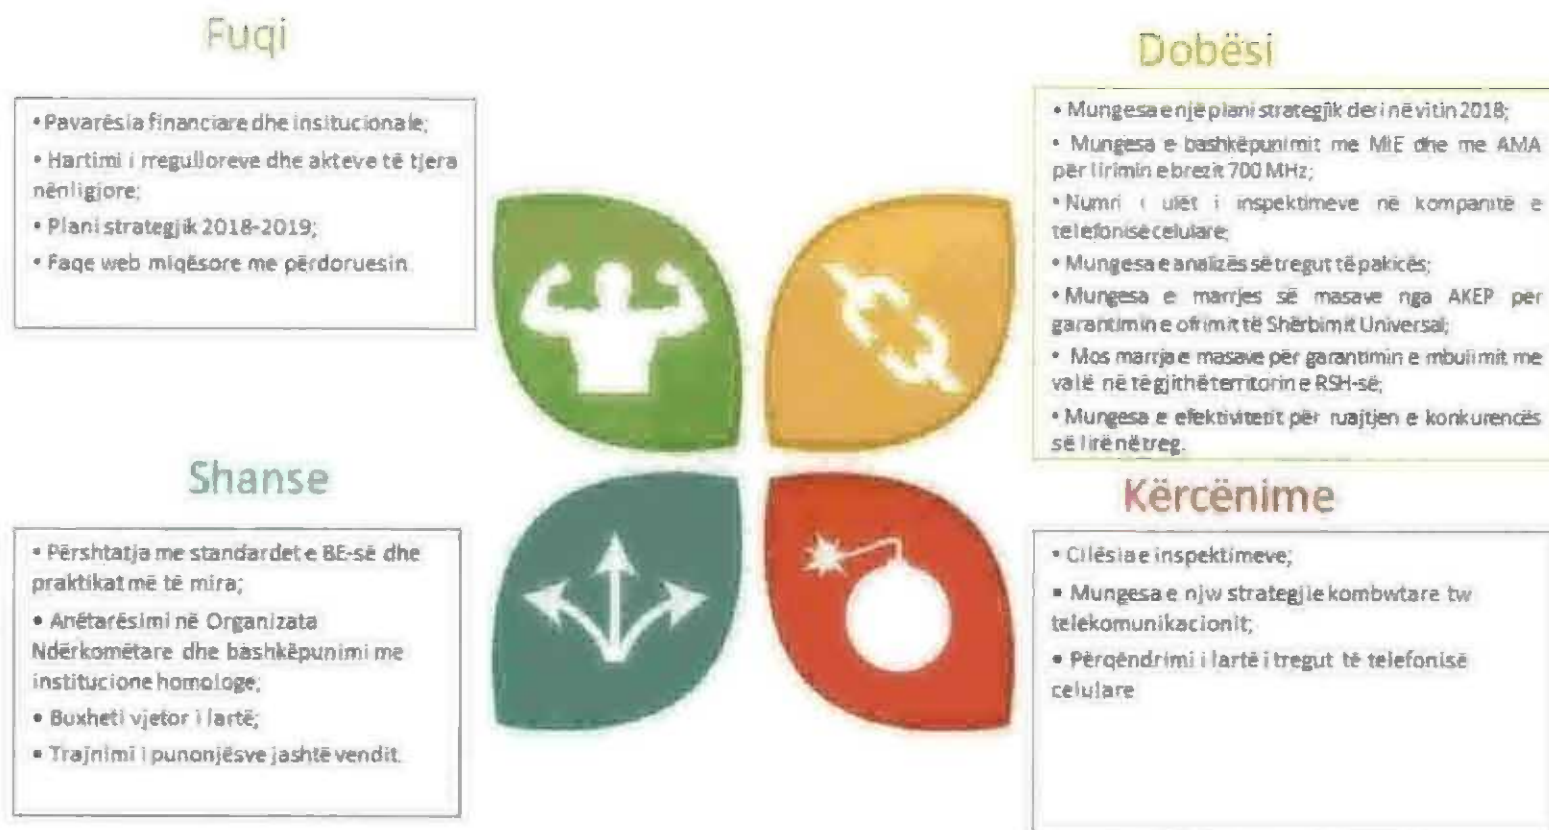 Fuqi
• Pavarësia financiare dhe insitucionale;
• Hartimi i rregulloreve dhe akteve të tjera
nënligjore;
• Plani strategjik 2018-2019;
• Faqe web miqësore me përdoruesin
Dobësi
• Mungesa e një plani strategjik deri në vitin 2018;
• Mungesa e bashkëpunimit me MIE dhe me AMA
për lirimin e brezit 700 MHz;
• Numri i ulët i inspektimeve në kompanitë e
telefonisë celulare;
• Mungesa e analizës së tregut të pakicës;
• Mungesa e marrjes së masave nga AKEP për
garantimin e ofrimit të Shërbimit Universal;
• Mos marrja e masave për garantimin e mbulimit me
valë në të gjithë territorin e RSH-së;
• Mungesa e efektivitetit për ruajtjen e konkurencës
së lirë në treg.
Shanse
• Përshtatja me standardet e BE-së dhe
praktikat më të mira;
• Anëtarësimi në Organizata
Ndërkomëtare dhe bashkëpunimi me
institucione homologe;
• Buxheti vjetor i lartë;
• Trajnimi i punonjësve jashtë vendit.
Kërcënime
• Cilësia e inspektimeve;
• Mungesa e njw strategjie kombwtare tw
telekomunikacionit;
• Përqëndrimi i lartë i tregut të telefonisë
celulare